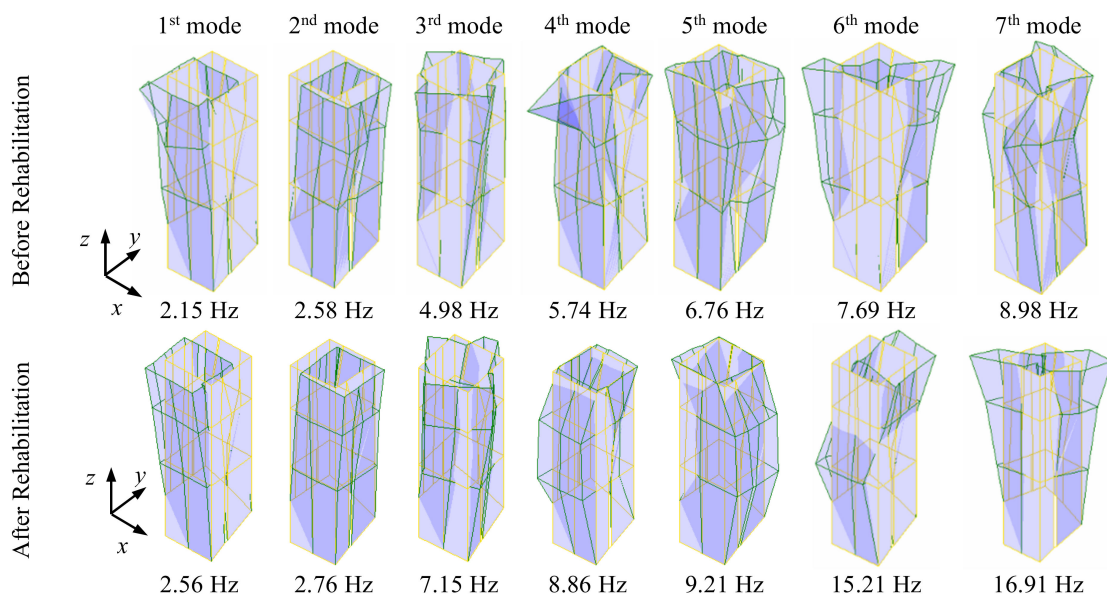 1st mode 2nd mode 3rd mode 4th mode 5th mode 6th mode 7th mode
Before Rehabilitation
z y x
2.15 Hz 2.58 Hz 4.98 Hz 5.74 Hz 6.76 Hz 7.69 Hz 8.98 Hz
After Rehabilitation
z y x
2.56 Hz 2.76 Hz 7.15 Hz 8.86 Hz 9.21 Hz 15.21 Hz 16.91 Hz